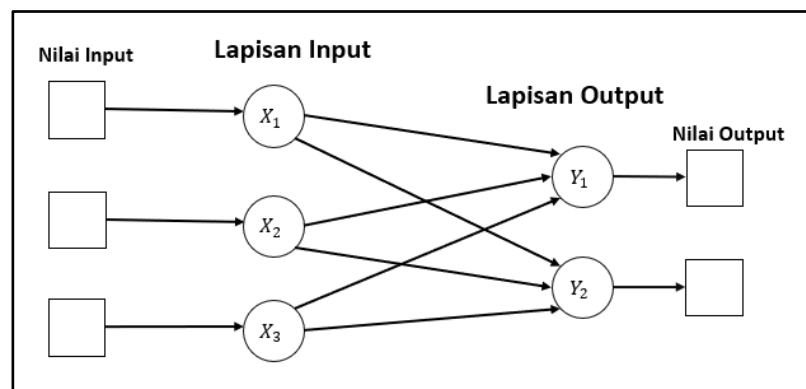 Nilai Input
Lapisan Input
Lapisan Output
Nilai Output
X₁
X₂
X₃
Y₁
Y₂